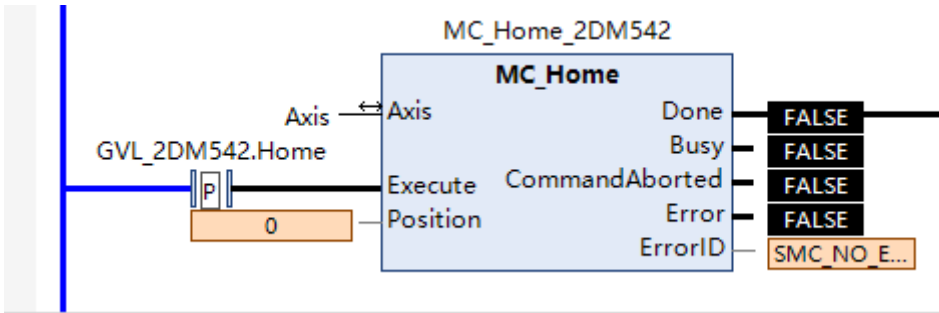 MC_Home_2DM542
MC_Home
Axis Axis Done FALSE
GVL_2DM542.Home Busy FALSE
P Execute CommandAborted FALSE
0 Position Error FALSE
ErrorID SMC_NO_E...